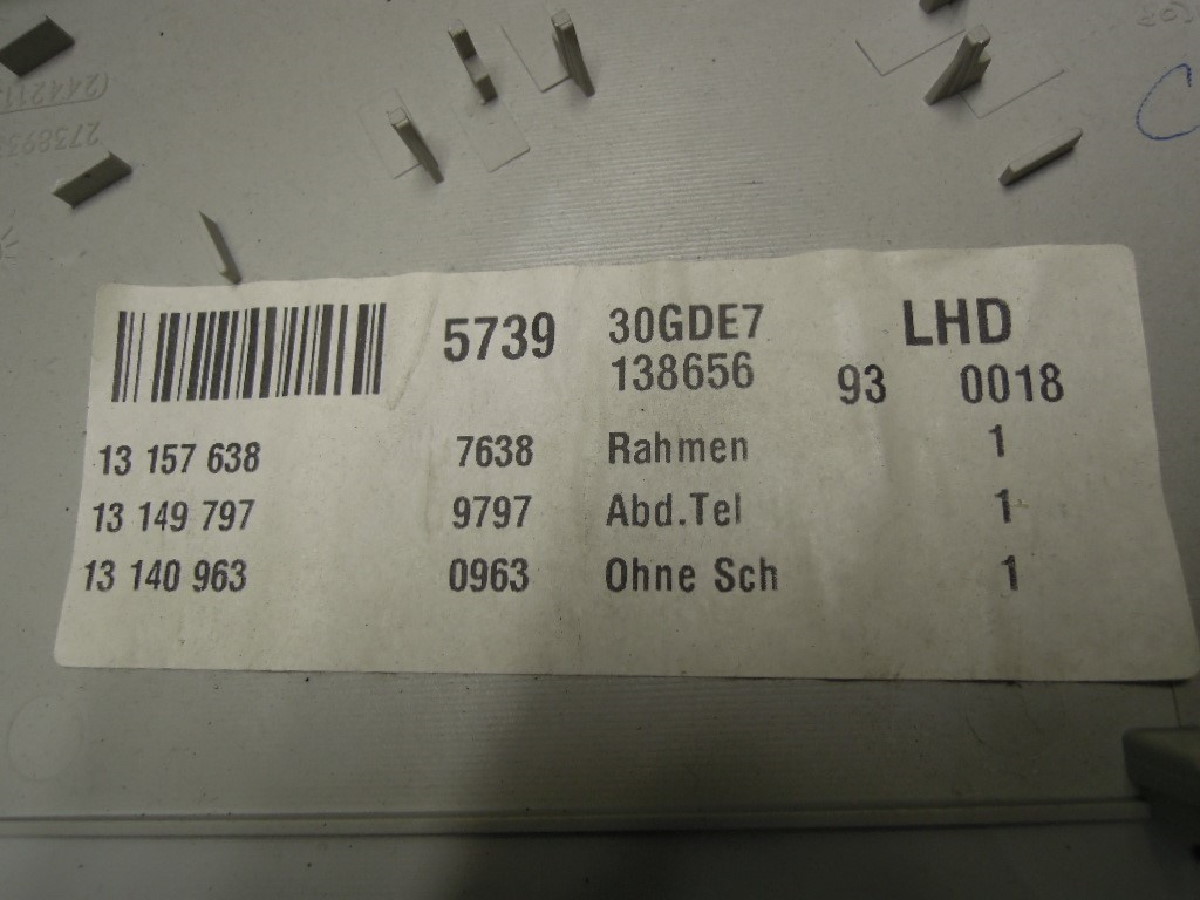 5739 30GDE7 LHD
138656 93 0018
13 157 638 7638 Rahmen 1
13 149 797 9797 Abd.Tel 1
13 140 963 0963 Ohne Sch 1